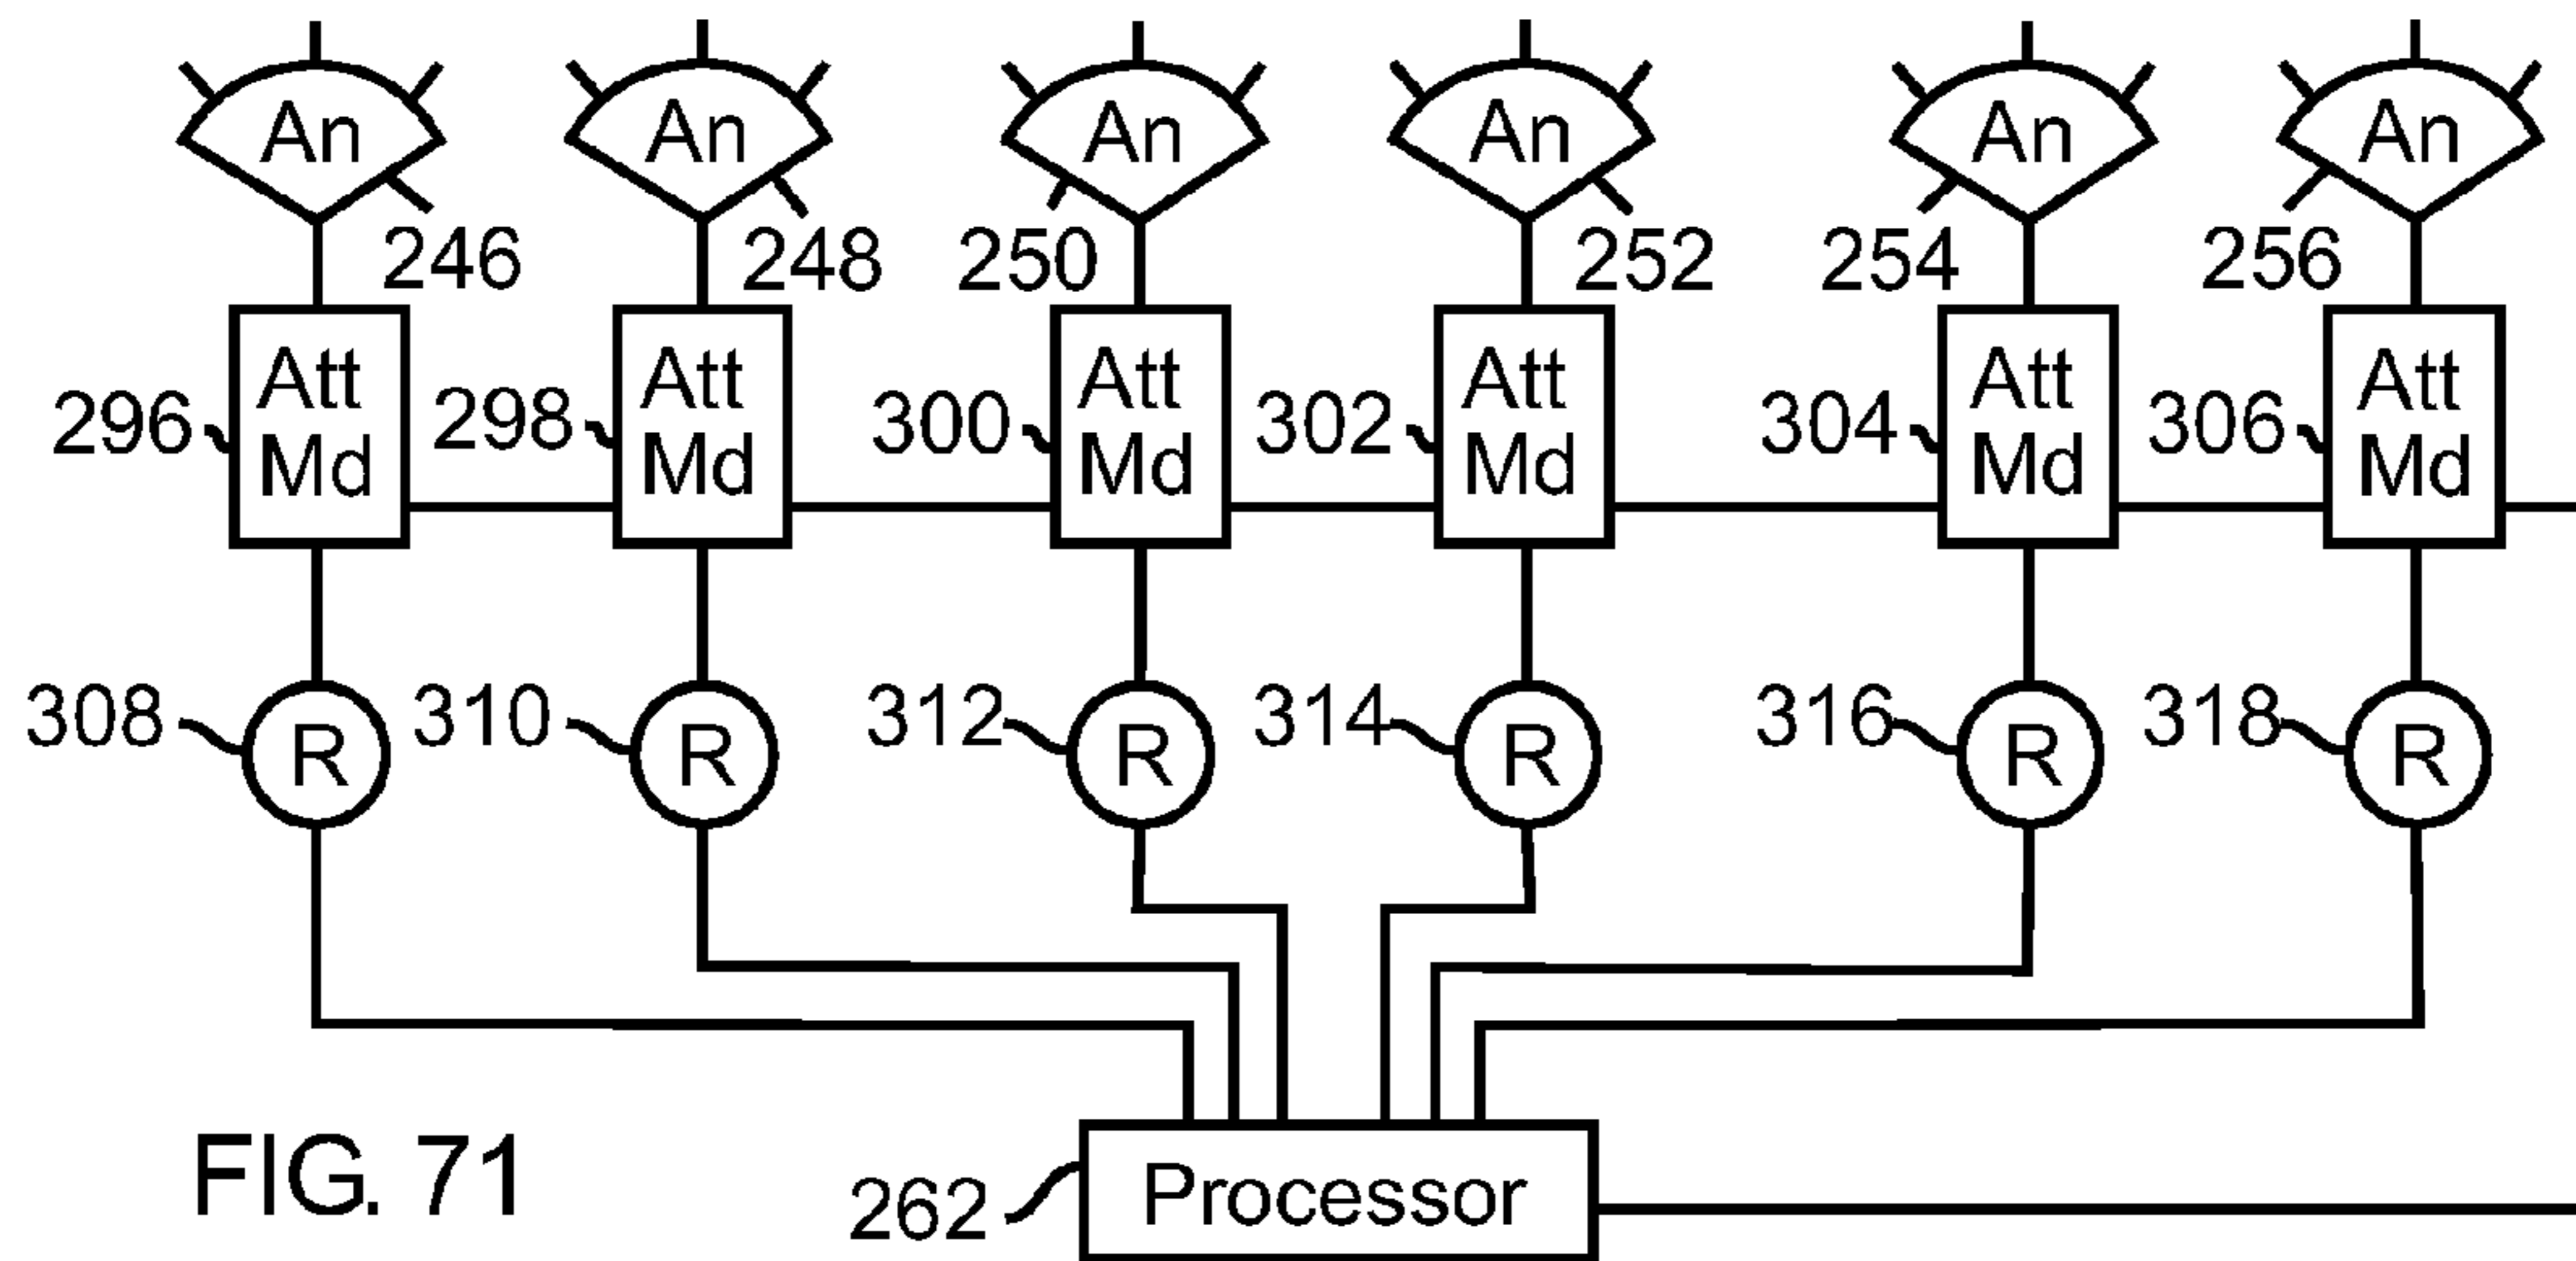 An An An An An An
246 248 250 252 254 256
Att Md Att Md Att Md Att Md Att Md Att Md
296 298 300 302 304 306
308 R 310 R 312 R 314 R 316 R 318 R
FIG. 71
262 Processor